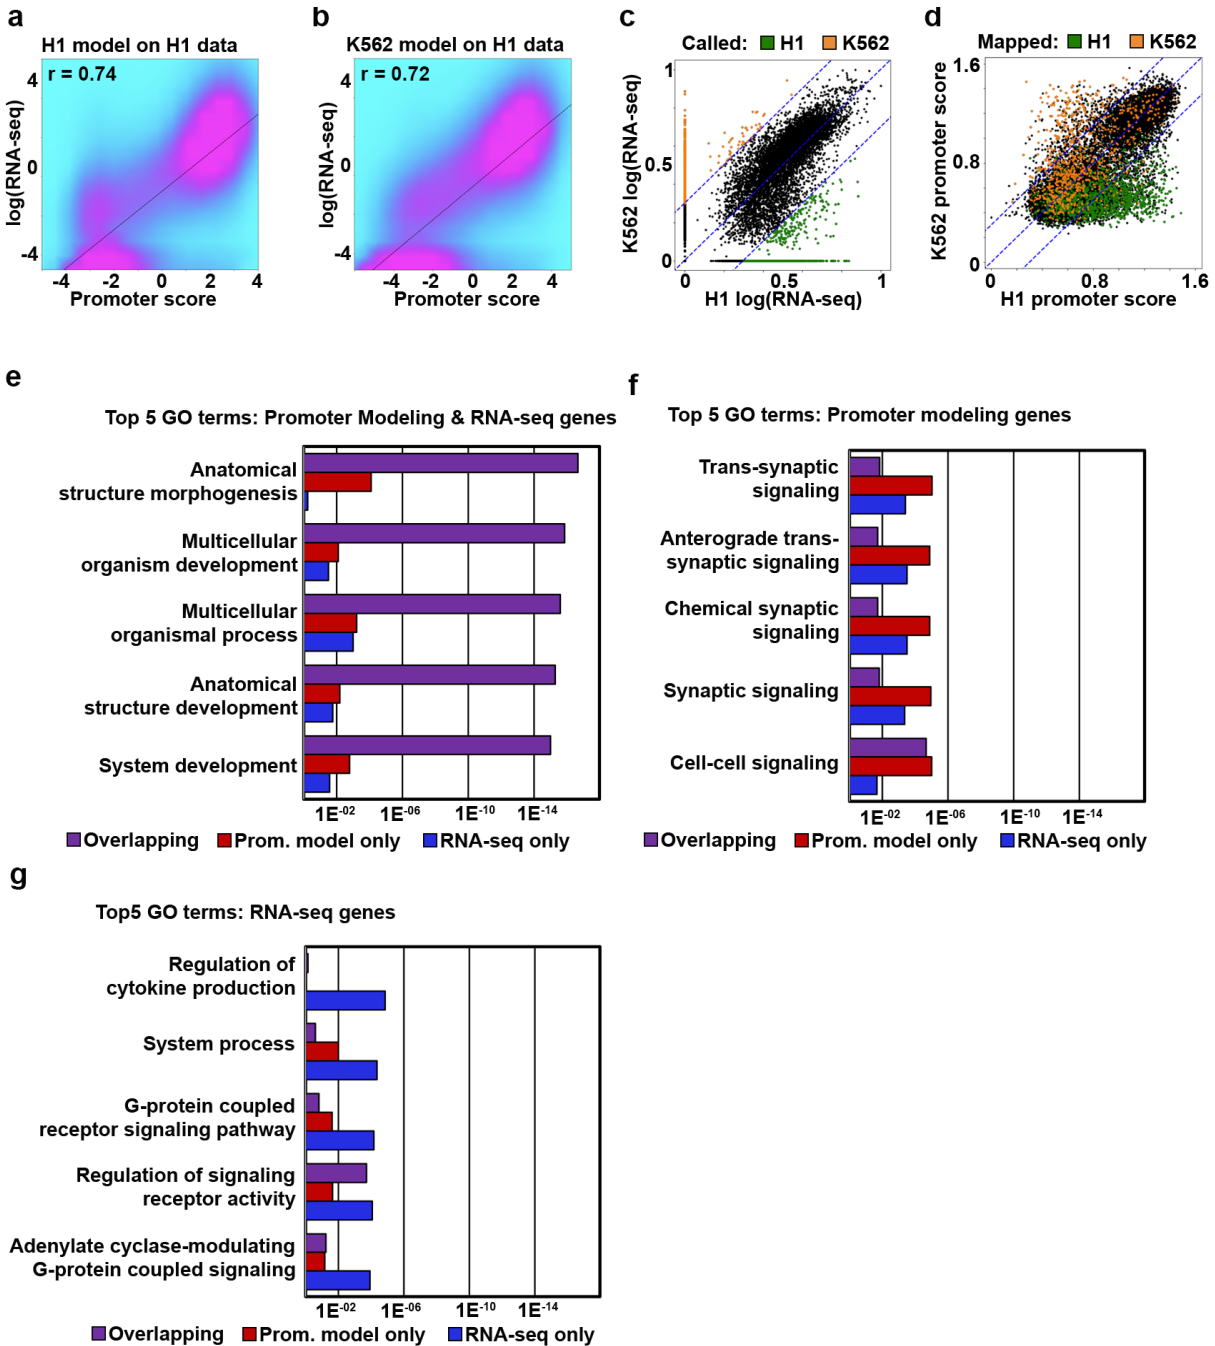 a
H1 model on H1 data
r = 0.74
log(RNA-seq)
4
0
-4
-4 -2 0 2 4
Promoter score
b
K562 model on H1 data
r = 0.72
log(RNA-seq)
4
0
-4
-4 -2 0 2 4
Promoter score
c
Called: H1 K562
K562 log(RNA-seq)
1
0.5
0
0 0.5 1
H1 log(RNA-seq)
d
Mapped: H1 K562
K562 promoter score
1.6
0.8
0
0 0.8 1.6
H1 promoter score
e
Top 5 GO terms: Promoter Modeling & RNA-seq genes
Anatomical
structure morphogenesis
Multicellular
organism development
Multicellular
organismal process
Anatomical
structure development
System development
1E-02 1E-06 1E-10 1E-14
Overlapping Prom. model only RNA-seq only
f
Top 5 GO terms: Promoter modeling genes
Trans-synaptic
signaling
Anterograde trans-
synaptic signaling
Chemical synaptic
signaling
Synaptic signaling
Cell-cell signaling
1E-02 1E-06 1E-10 1E-14
Overlapping Prom. model only RNA-seq only
g
Top5 GO terms: RNA-seq genes
Regulation of
cytokine production
System process
G-protein coupled
receptor signaling pathway
Regulation of signaling
receptor activity
Adenylate cyclase-modulating
G-protein coupled signaling
1E-02 1E-06 1E-10 1E-14
Overlapping Prom. model only RNA-seq only